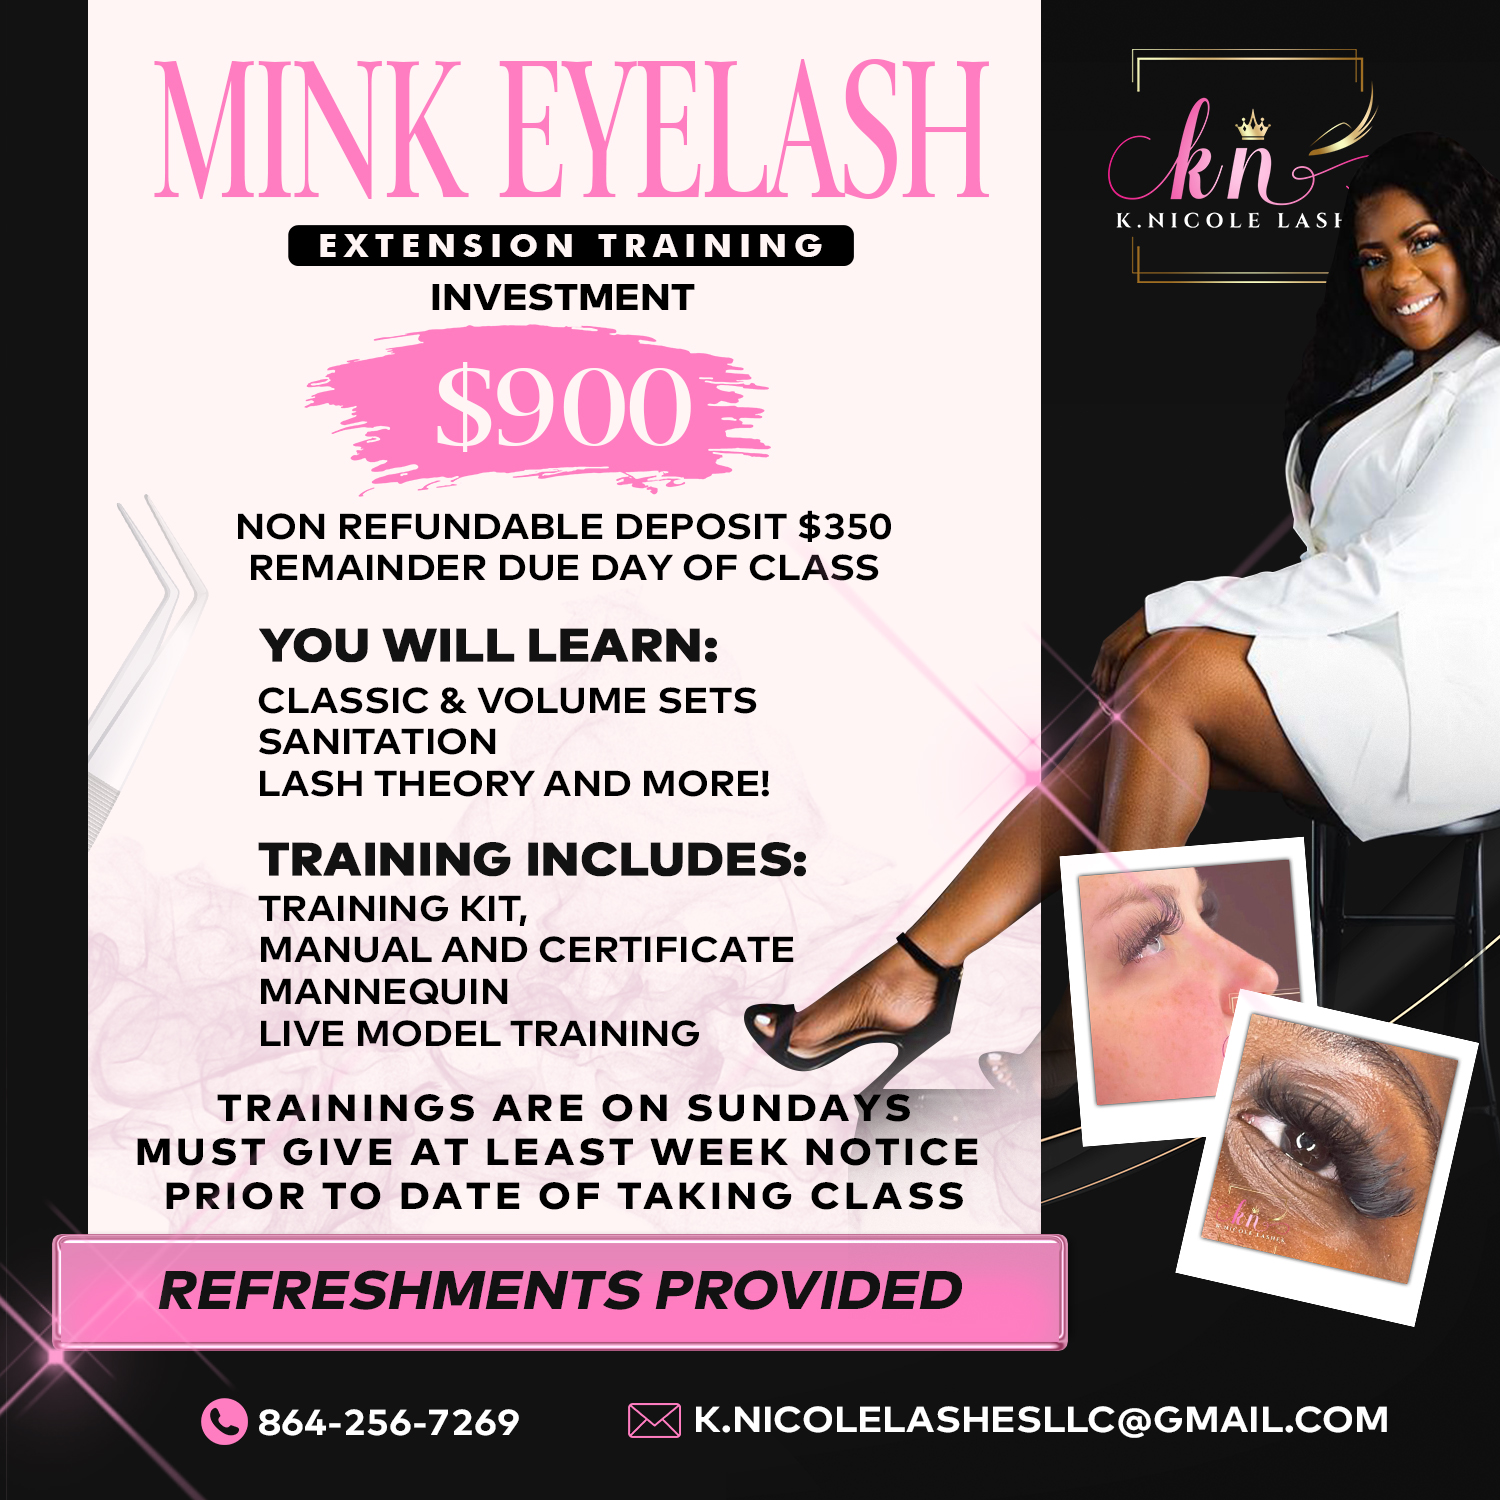 MINK EYELASH
EXTENSION TRAINING
INVESTMENT
$900
NON REFUNDABLE DEPOSIT $350
REMAINDER DUE DAY OF CLASS
YOU WILL LEARN:
CLASSIC & VOLUME SETS
SANITATION
LASH THEORY AND MORE!
TRAINING INCLUDES:
TRAINING KIT,
MANUAL AND CERTIFICATE
MANNEQUIN
LIVE MODEL TRAINING
TRAININGS ARE ON SUNDAYS
MUST GIVE AT LEAST WEEK NOTICE
PRIOR TO DATE OF TAKING CLASS
REFRESHMENTS PROVIDED
864-256-7269
K.NICOLELASHESLLC@GMAIL.COM
kn
K.NICOLE LASH
kn
K.NICOLE LASHES